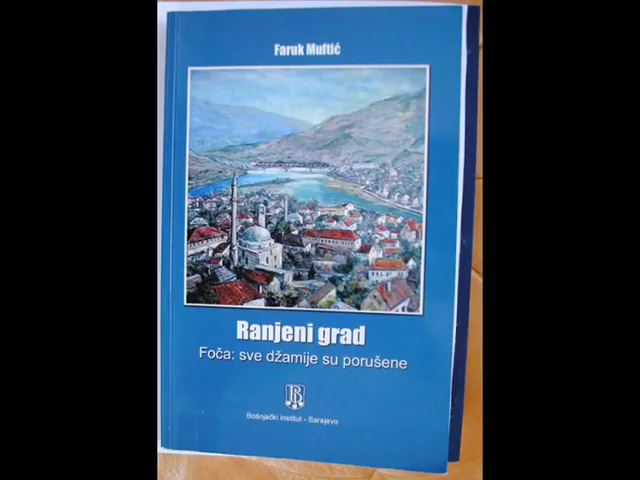 Faruk Muftić
Ranjeni grad
Foča: sve džamije su porušene
Bošnjački institut - Sarajevo